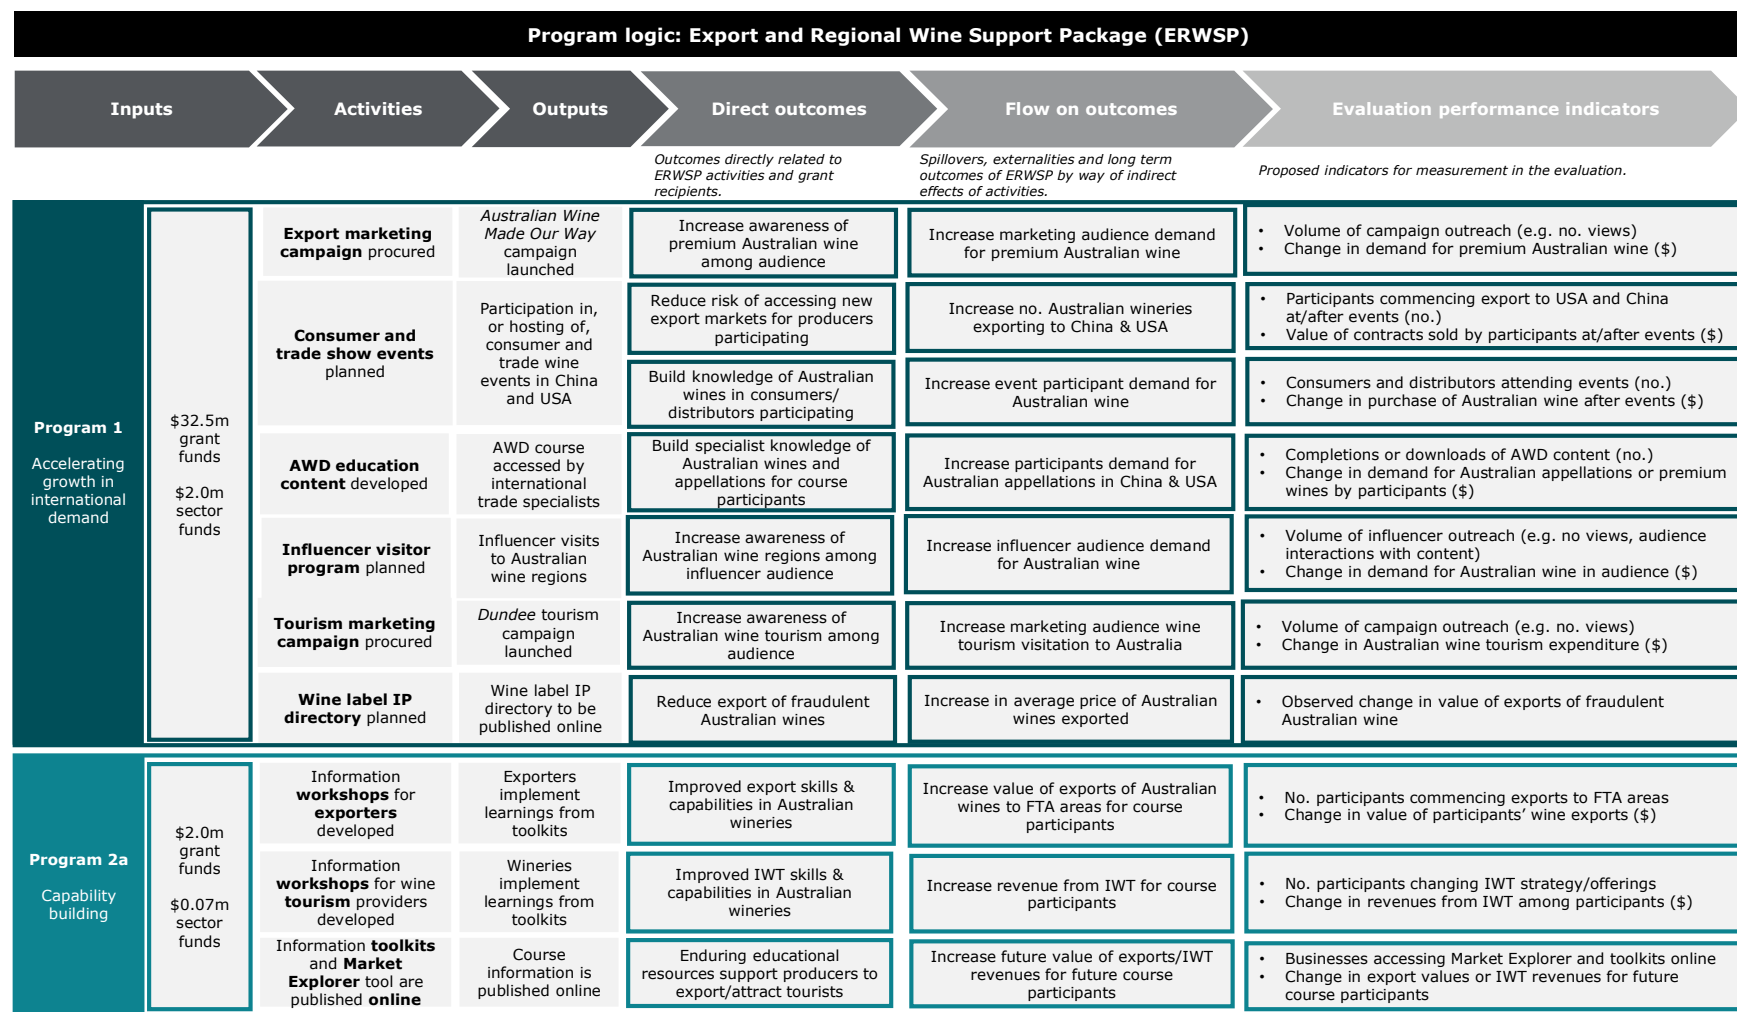 Program logic: Export and Regional Wine Support Package (ERWSP)
Inputs
Activities
Outputs
Direct outcomes
Flow on outcomes
Evaluation performance indicators
Outcomes directly related to
ERWSP activities and grant
recipients.
Spillovers, externalities and long term
outcomes of ERWSP by way of indirect
effects of activities.
Proposed indicators for measurement in the evaluation.
Program 1
Accelerating
growth in
international
demand
$32.5m
grant
funds
$2.0m
sector
funds
Export marketing
campaign procured
Australian Wine
Made Our Way
campaign
launched
Increase awareness of
premium Australian wine
among audience
Increase marketing audience demand
for premium Australian wine
• Volume of campaign outreach (e.g. no. views)
• Change in demand for premium Australian wine ($)
Consumer and
trade show events
planned
Participation in,
or hosting of,
consumer and
trade wine
events in China
and USA
Reduce risk of accessing new
export markets for producers
participating
Increase no. Australian wineries
exporting to China & USA
• Participants commencing export to USA and China
at/after events (no.)
• Value of contracts sold by participants at/after events ($)
Build knowledge of Australian
wines in consumers/
distributors participating
Increase event participant demand for
Australian wine
• Consumers and distributors attending events (no.)
• Change in purchase of Australian wine after events ($)
AWD education
content developed
AWD course
accessed by
international
trade specialists
Build specialist knowledge of
Australian wines and
appellations for course
participants
Increase participants demand for
Australian appellations in China & USA
• Completions or downloads of AWD content (no.)
• Change in demand for Australian appellations or premium
wines by participants ($)
Influencer visitor
program planned
Influencer visits
to Australian
wine regions
Increase awareness of
Australian wine regions among
influencer audience
Increase influencer audience demand
for Australian wine
• Volume of influencer outreach (e.g. no views, audience
interactions with content)
• Change in demand for Australian wine in audience ($)
Tourism marketing
campaign procured
Dundee tourism
campaign
launched
Increase awareness of
Australian wine tourism among
audience
Increase marketing audience wine
tourism visitation to Australia
• Volume of campaign outreach (e.g. no. views)
• Change in Australian wine tourism expenditure ($)
Wine label IP
directory planned
Wine label IP
directory to be
published online
Reduce export of fraudulent
Australian wines
Increase in average price of Australian
wines exported
• Observed change in value of exports of fraudulent
Australian wine
Program 2a
Capability
building
$2.0m
grant
funds
$0.07m
sector
funds
Information
workshops for
exporters
developed
Exporters
implement
learnings from
toolkits
Improved export skills &
capabilities in Australian
wineries
Increase value of exports of Australian
wines to FTA areas for course
participants
• No. participants commencing exports to FTA areas
• Change in value of participants’ wine exports ($)
Information
workshops for wine
tourism providers
developed
Wineries
implement
learnings from
toolkits
Improved IWT skills &
capabilities in Australian
wineries
Increase revenue from IWT for course
participants
• No. participants changing IWT strategy/offerings
• Change in revenues from IWT among participants ($)
Information toolkits
and Market
Explorer tool are
published online
Course
information is
published online
Enduring educational
resources support producers to
export/attract tourists
Increase future value of exports/IWT
revenues for future course
participants
• Businesses accessing Market Explorer and toolkits online
• Change in export values or IWT revenues for future
course participants